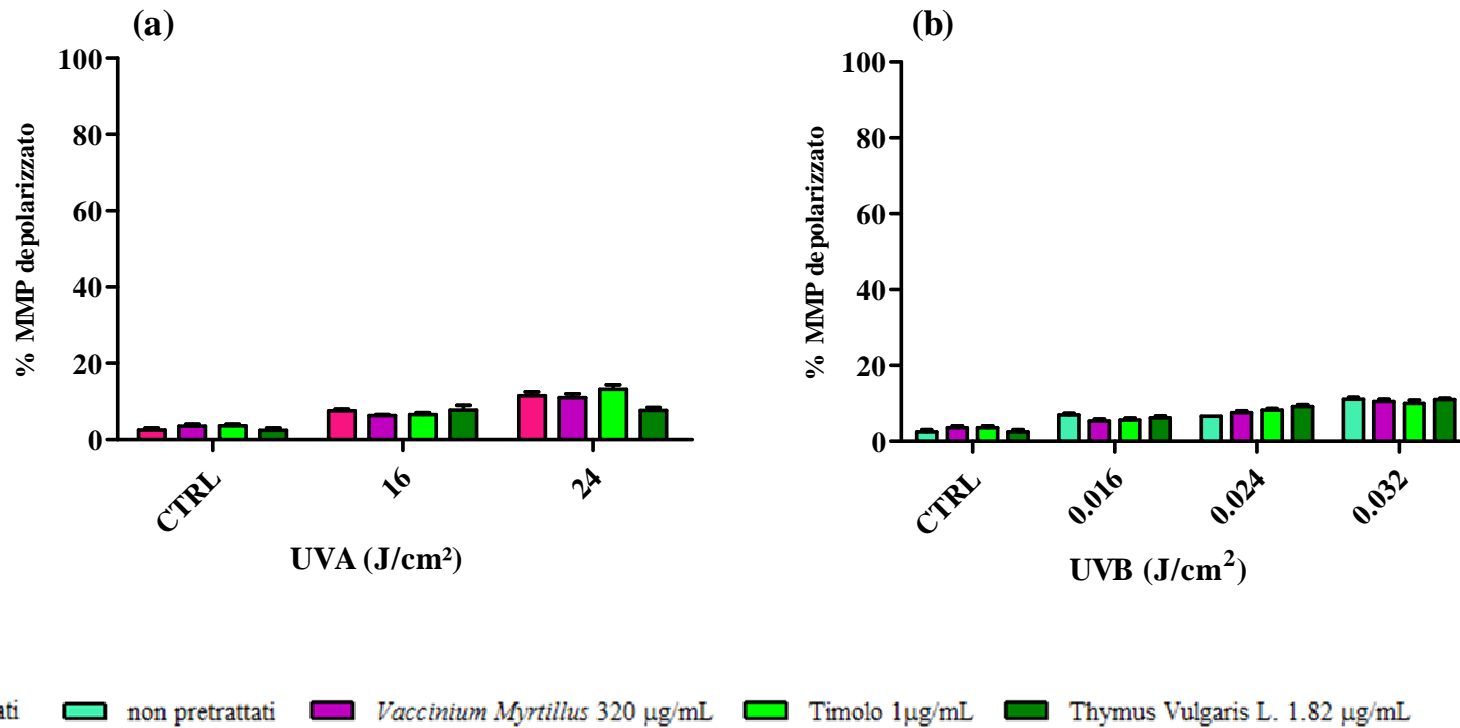 (a)
100
80
60
40
20
0
% MMP depolarizzato
CTRL
16
24
UVA (J/cm²)
(b)
100
80
60
40
20
0
% MMP depolarizzato
CTRL
0.016
0.024
0.032
UVB (J/cm²)
ati non pretrattati Vaccinium Myrtillus 320 µg/mL Timolo 1µg/mL Thymus Vulgaris L. 1.82 µg/mL